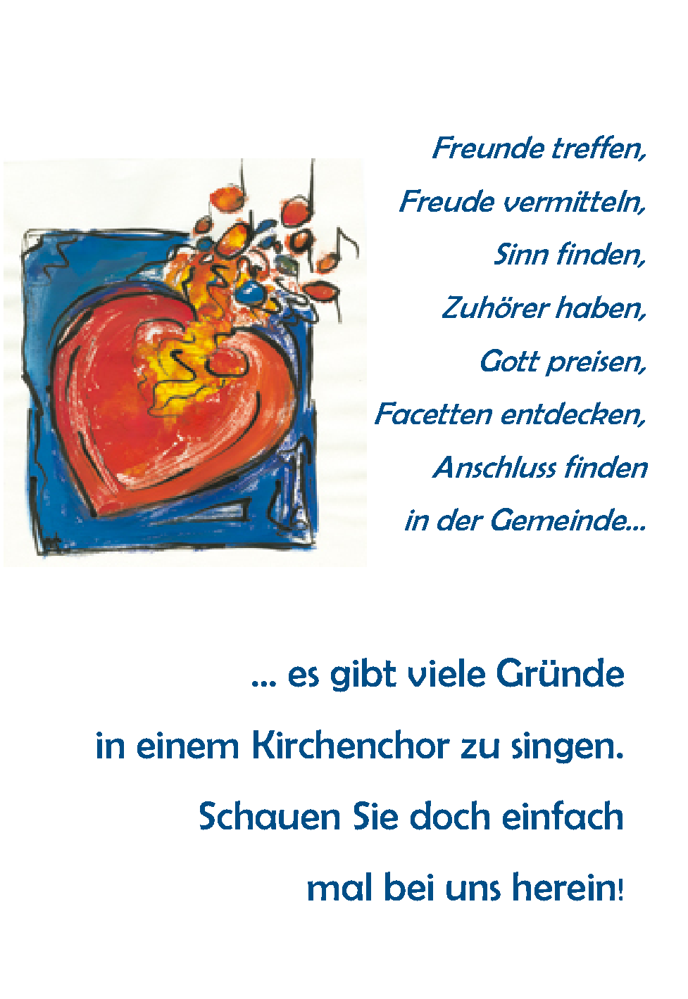 Freunde treffen,
Freude vermitteln,
Sinn finden,
Zuhörer haben,
Gott preisen,
Facetten entdecken,
Anschluss finden
in der Gemeinde...
... es gibt viele Gründe
in einem Kirchenchor zu singen.
Schauen Sie doch einfach
mal bei uns herein!